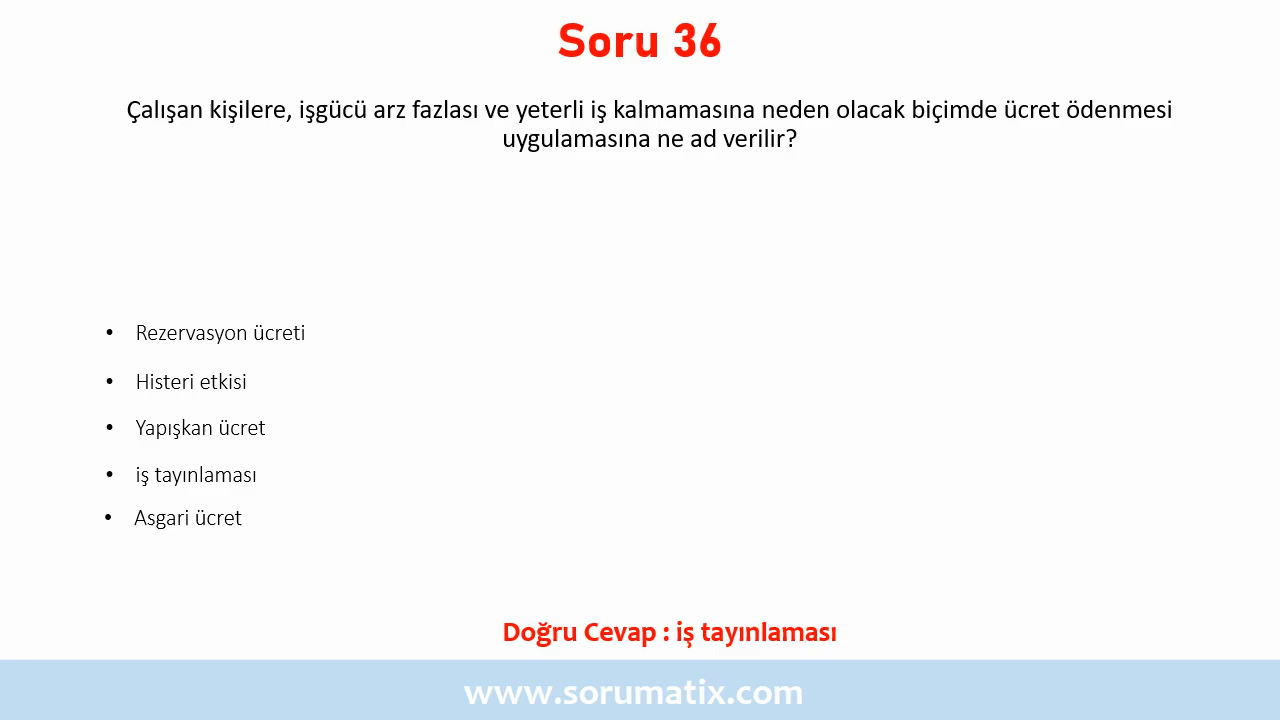 Soru 36
Çalışan kişilere, işgücü arz fazlası ve yeterli iş kalmamasına neden olacak biçimde ücret ödenmesi
uygulamasına ne ad verilir?
• Rezervasyon ücreti
• Histeri etkisi
• Yapışkan ücret
• iş tayınlaması
• Asgari ücret
Doğru Cevap : iş tayınlaması
www.sorumatix.com